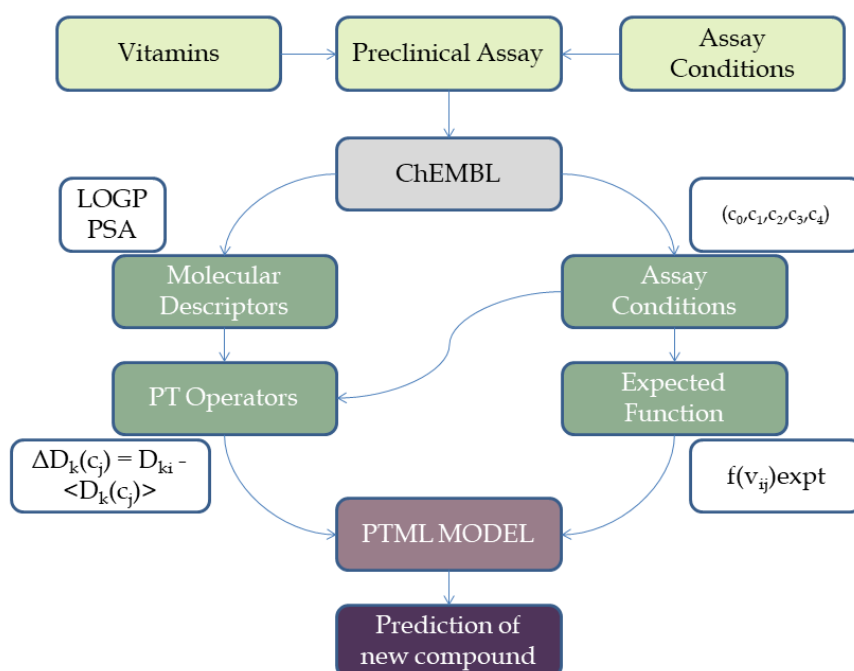 Vitamins
Preclinical Assay
Assay
Conditions
ChEMBL
LOGP
PSA
(c₀,c₁,c₂,c₃,c₄)
Molecular
Descriptors
Assay
Conditions
PT Operators
Expected
Function
ΔDₖ(cⱼ) = Dₖᵢ -
<Dₖ(cⱼ)>
f(vᵢⱼ)expt
PTML MODEL
Prediction of
new compound